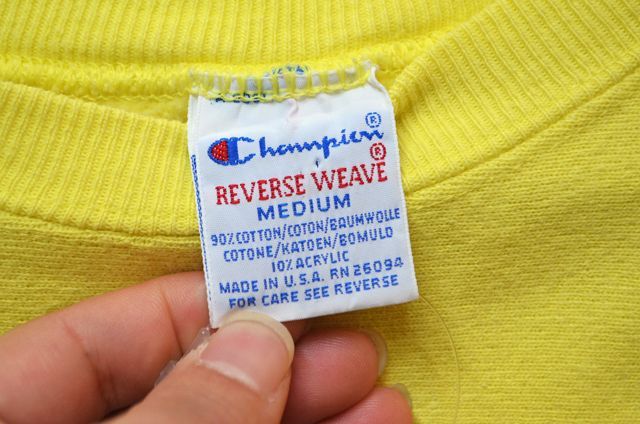 Champion®
REVERSE WEAVE®
MEDIUM
90% COTTON/COTON/BAUMWOLLE
COTONE/KATOEN/BOMULD
10% ACRYLIC
MADE IN U.S.A. RN 26094
FOR CARE SEE REVERSE